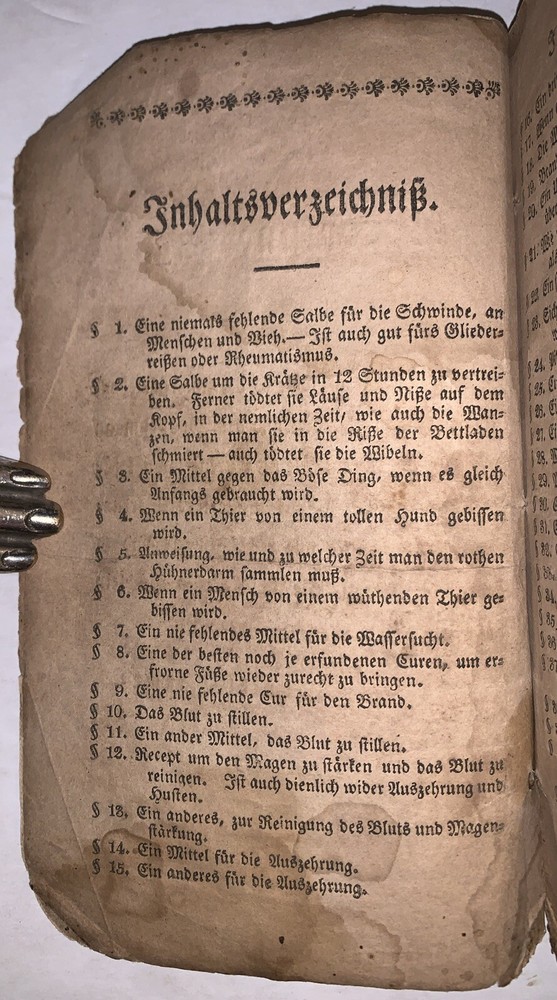 Inhaltsverzeichniß.
§ 1. Eine niemals fehlende Salbe für die Schwinde, an
Menschen und Vieh.— Ist auch gut fürs Glieder-
reißen oder Rheumatismus.
§ 2. Eine Salbe um die Krätze in 12 Stunden zu vertrei-
ben. Ferner tödtet sie Läuse und Niße auf dem
Kopf, in der nemlichen Zeit, wie auch die Wan-
zen, wenn man sie in die Riße der Bettladen
schmiert — auch tödtet sie die Wibeln.
§ 3. Ein Mittel gegen das Böse Ding, wenn es gleich
Anfangs gebraucht wird.
§ 4. Wenn ein Thier von einem tollen Hund gebissen
wird.
§ 5. Anweisung, wie und zu welcher Zeit man den rothen
Hühnerdarm sammlen muß.
§ 6. Wenn ein Mensch von einem wüthenden Thier ge-
bissen wird.
§ 7. Ein nie fehlendes Mittel für die Wassersucht.
§ 8. Eine der besten noch je erfundenen Curen, um er-
frorne Füße wieder zurecht zu bringen.
§ 9. Eine nie fehlende Cur für den Brand.
§ 10. Das Blut zu stillen.
§ 11. Ein ander Mittel, das Blut zu stillen.
§ 12. Recept um den Magen zu stärken und das Blut zu
reinigen. Ist auch dienlich wider Auszehrung und
Husten.
§ 13. Ein anderes, zur Reinigung des Bluts und Magen-
stärkung.
§ 14. Ein Mittel für die Auszehrung.
§ 15. Ein anderes für die Auszehrung.